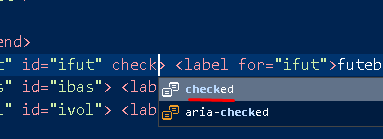 end>
t" id="ifut" check> <label for="ifut">futeb
" id="ibas"> <lab
checked
l" id="ivol"> <lab
aria-checked